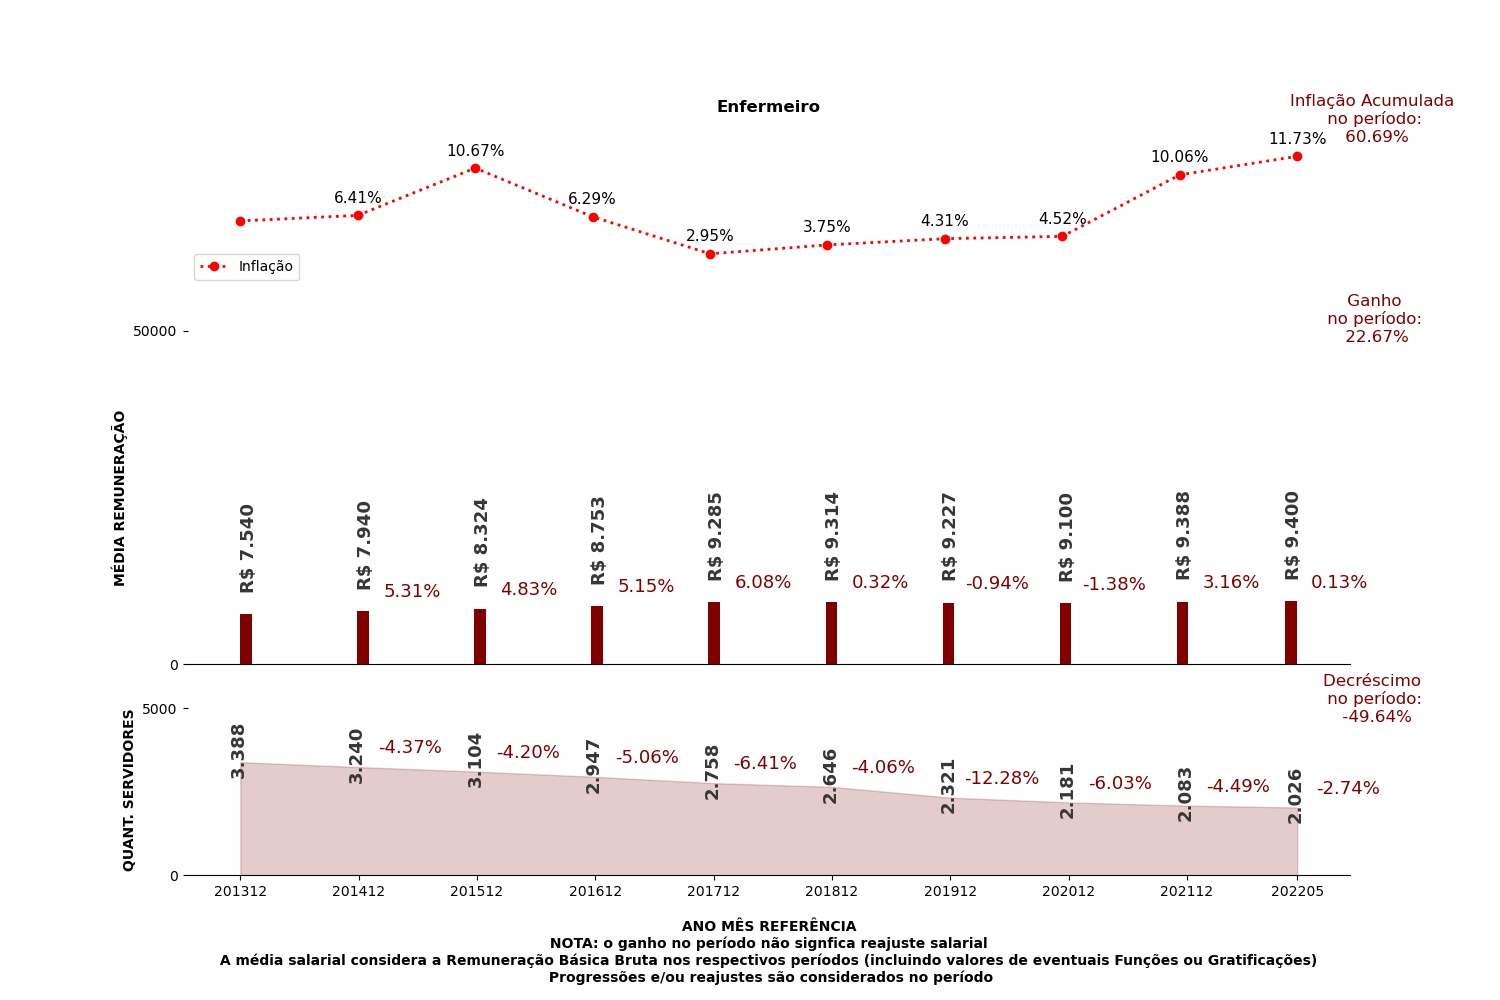 Enfermeiro
Inflação Acumulada
no período:
60.69%
6.41%
10.67%
6.29%
2.95%
3.75%
4.31%
4.52%
10.06%
11.73%
Inflação
Ganho
no período:
22.67%
50000
0
MÉDIA REMUNERAÇÃO
R$ 7.540
R$ 7.940
R$ 8.324
R$ 8.753
R$ 9.285
R$ 9.314
R$ 9.227
R$ 9.100
R$ 9.388
R$ 9.400
5.31%
4.83%
5.15%
6.08%
0.32%
-0.94%
-1.38%
3.16%
0.13%
Decréscimo
no período:
-49.64%
5000
0
QUANT. SERVIDORES
3.388
3.240
3.104
2.947
2.758
2.646
2.321
2.181
2.083
2.026
-4.37%
-4.20%
-5.06%
-6.41%
-4.06%
-12.28%
-6.03%
-4.49%
-2.74%
201312
201412
201512
201612
201712
201812
201912
202012
202112
202205
ANO MÊS REFERÊNCIA
NOTA: o ganho no período não signfica reajuste salarial
A média salarial considera a Remuneração Básica Bruta nos respectivos períodos (incluindo valores de eventuais Funções ou Gratificações)
Progressões e/ou reajustes são considerados no período